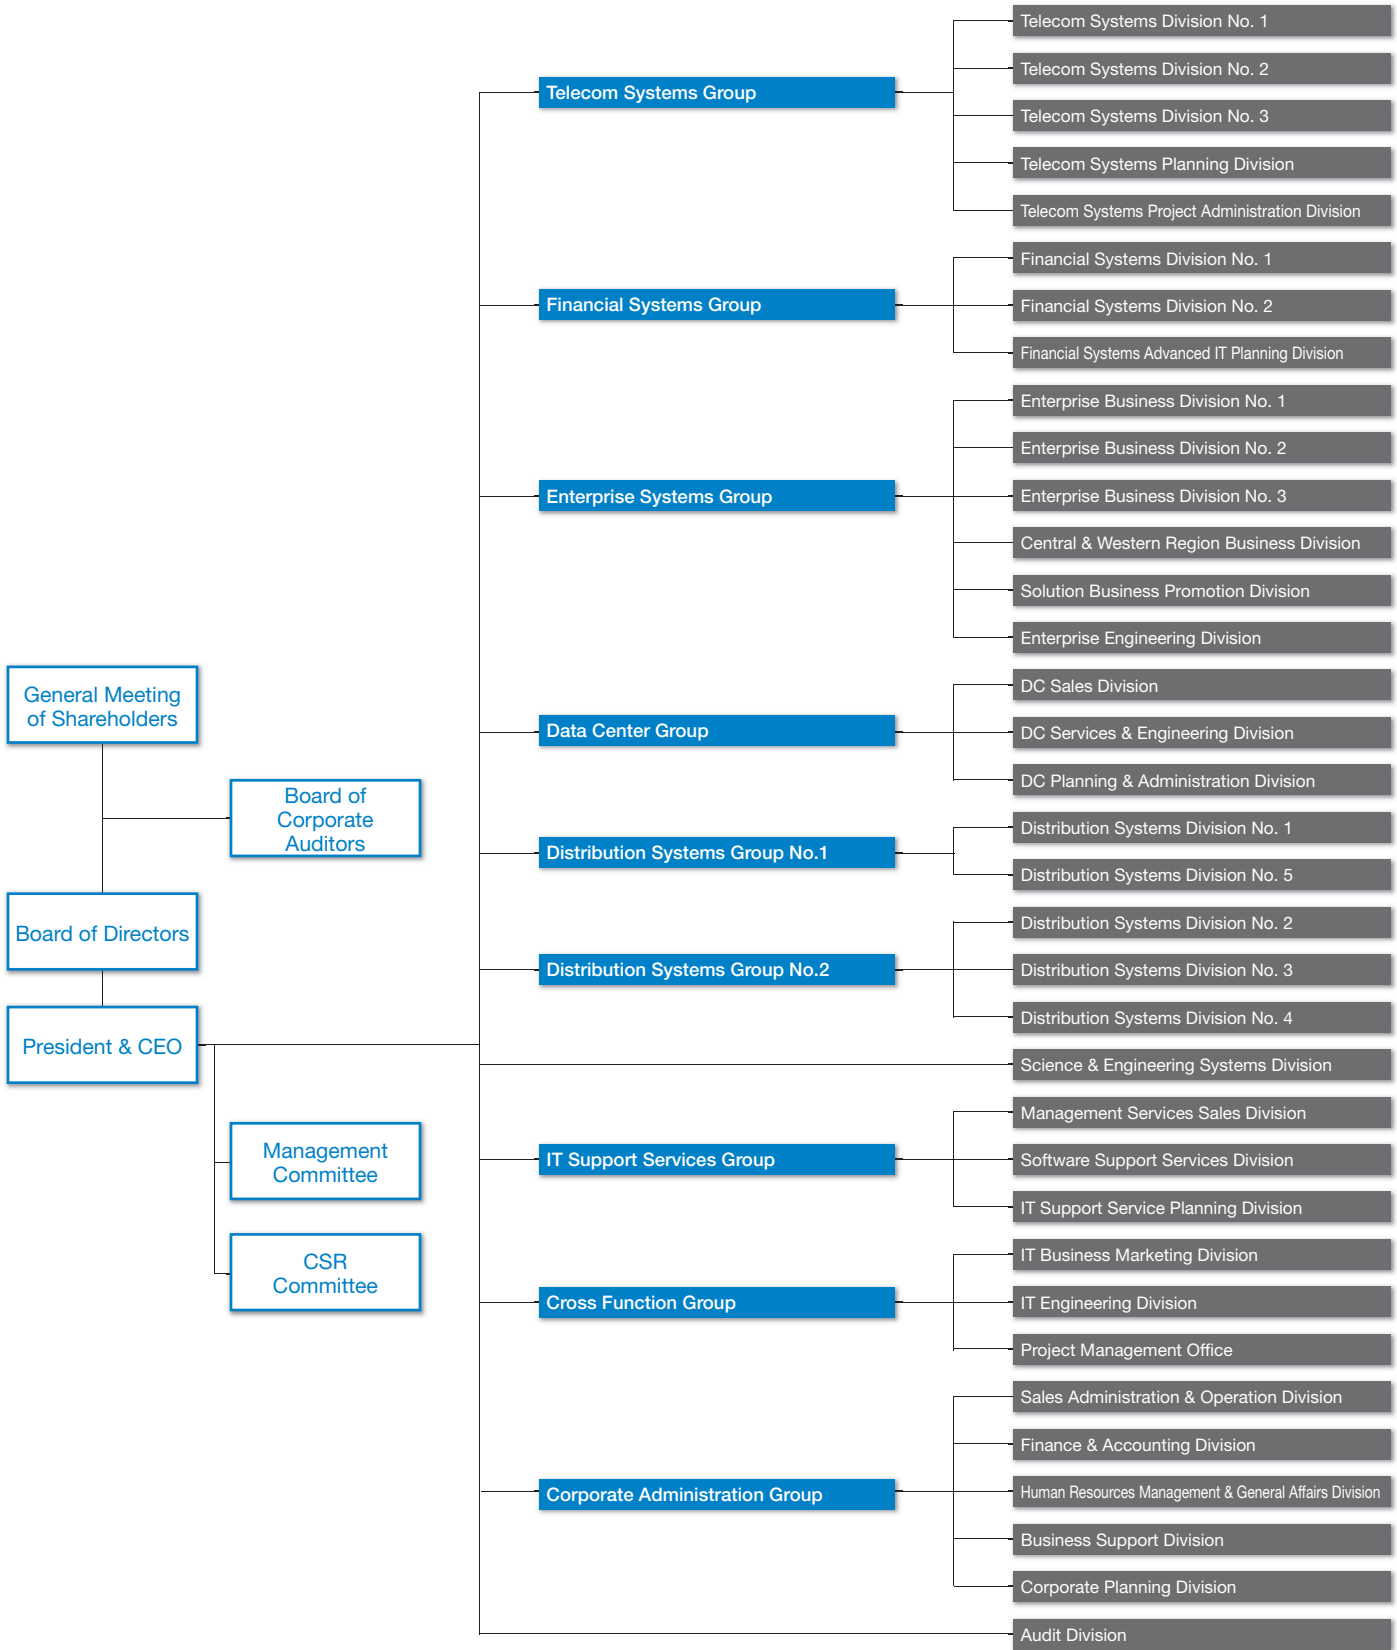 General Meeting
of Shareholders
Board of
Corporate
Auditors
Board of Directors
President & CEO
Management
Committee
CSR
Committee
Telecom Systems Group
Telecom Systems Division No. 1
Telecom Systems Division No. 2
Telecom Systems Division No. 3
Telecom Systems Planning Division
Telecom Systems Project Administration Division
Financial Systems Group
Financial Systems Division No. 1
Financial Systems Division No. 2
Financial Systems Advanced IT Planning Division
Enterprise Systems Group
Enterprise Business Division No. 1
Enterprise Business Division No. 2
Enterprise Business Division No. 3
Central & Western Region Business Division
Solution Business Promotion Division
Enterprise Engineering Division
Data Center Group
DC Sales Division
DC Services & Engineering Division
DC Planning & Administration Division
Distribution Systems Group No.1
Distribution Systems Division No. 1
Distribution Systems Division No. 5
Distribution Systems Group No.2
Distribution Systems Division No. 2
Distribution Systems Division No. 3
Distribution Systems Division No. 4
Science & Engineering Systems Division
IT Support Services Group
Management Services Sales Division
Software Support Services Division
IT Support Service Planning Division
Cross Function Group
IT Business Marketing Division
IT Engineering Division
Project Management Office
Corporate Administration Group
Sales Administration & Operation Division
Finance & Accounting Division
Human Resources Management & General Affairs Division
Business Support Division
Corporate Planning Division
Audit Division